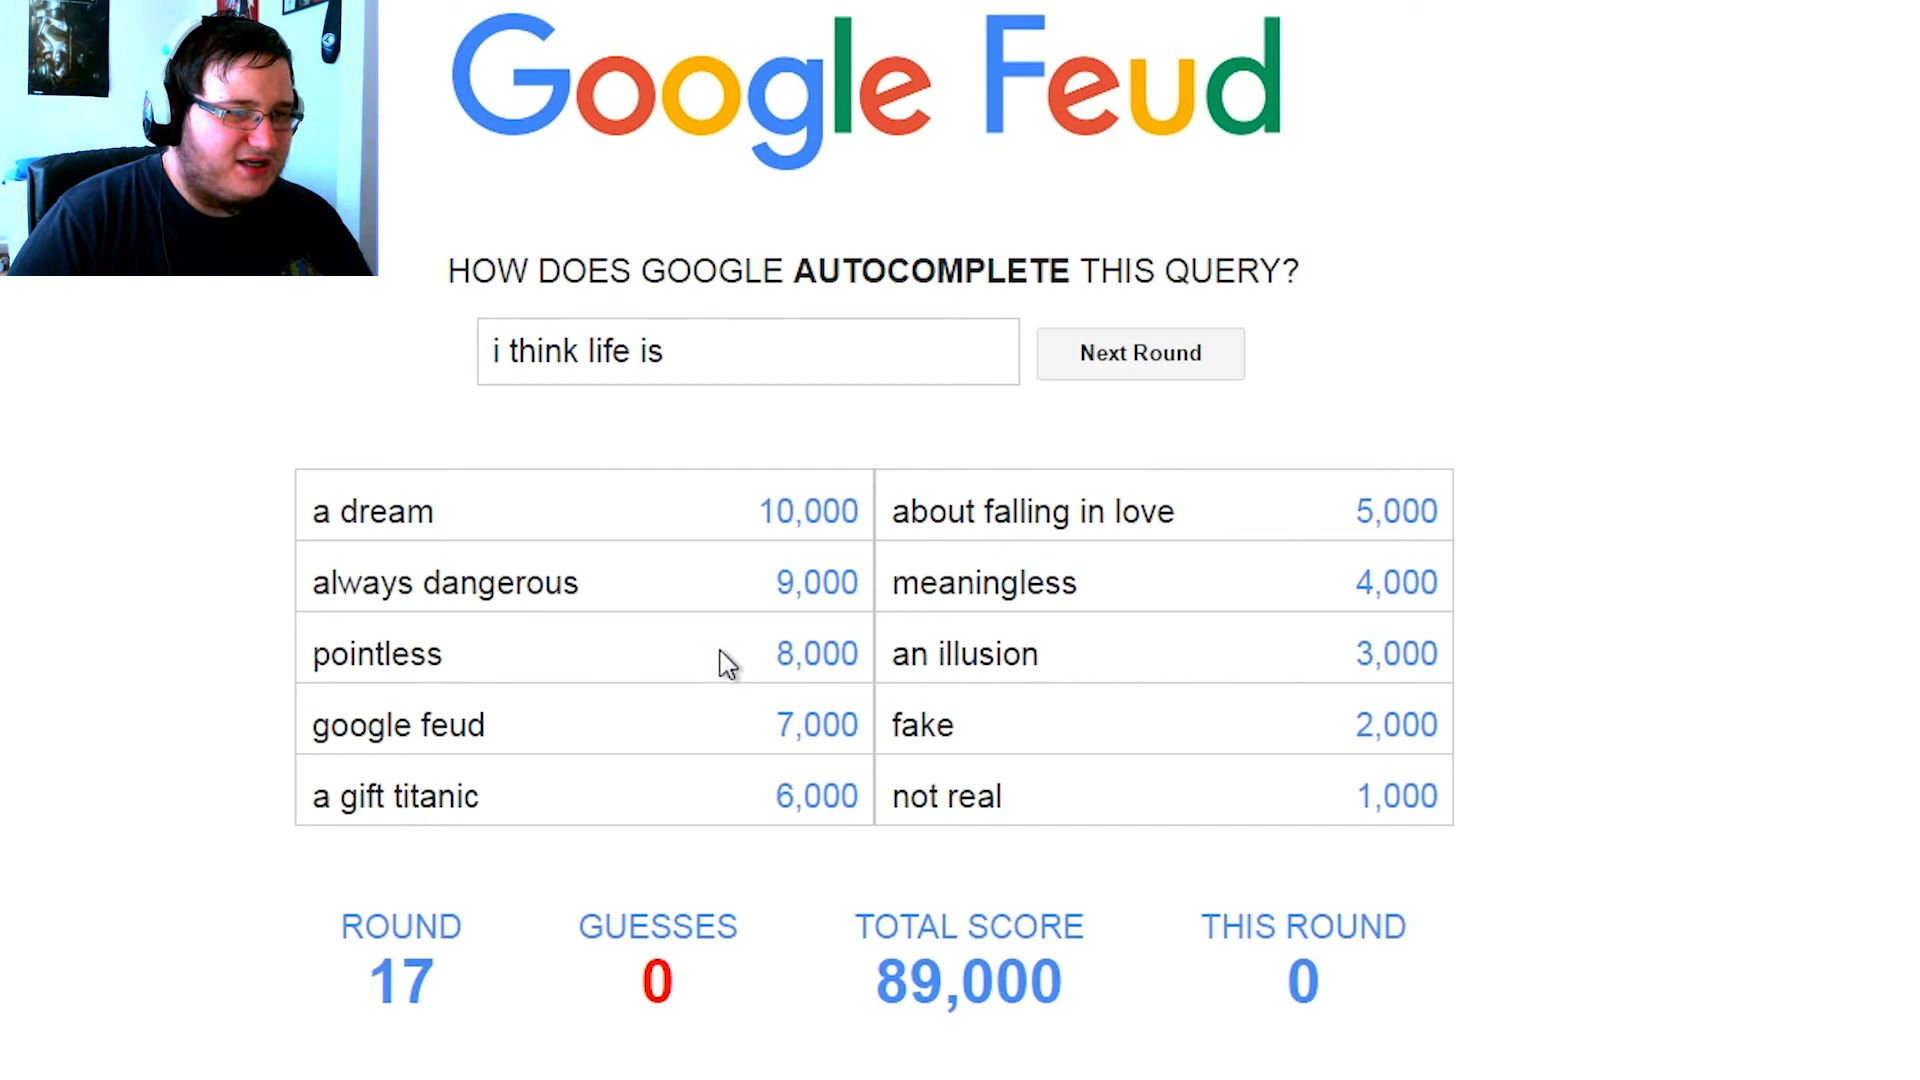 Google Feud
HOW DOES GOOGLE AUTOCOMPLETE THIS QUERY?
i think life is
Next Round
a dream 10,000
always dangerous 9,000
pointless 8,000
google feud 7,000
a gift titanic 6,000
about falling in love 5,000
meaningless 4,000
an illusion 3,000
fake 2,000
not real 1,000
ROUND
17
GUESSES
0
TOTAL SCORE
89,000
THIS ROUND
0